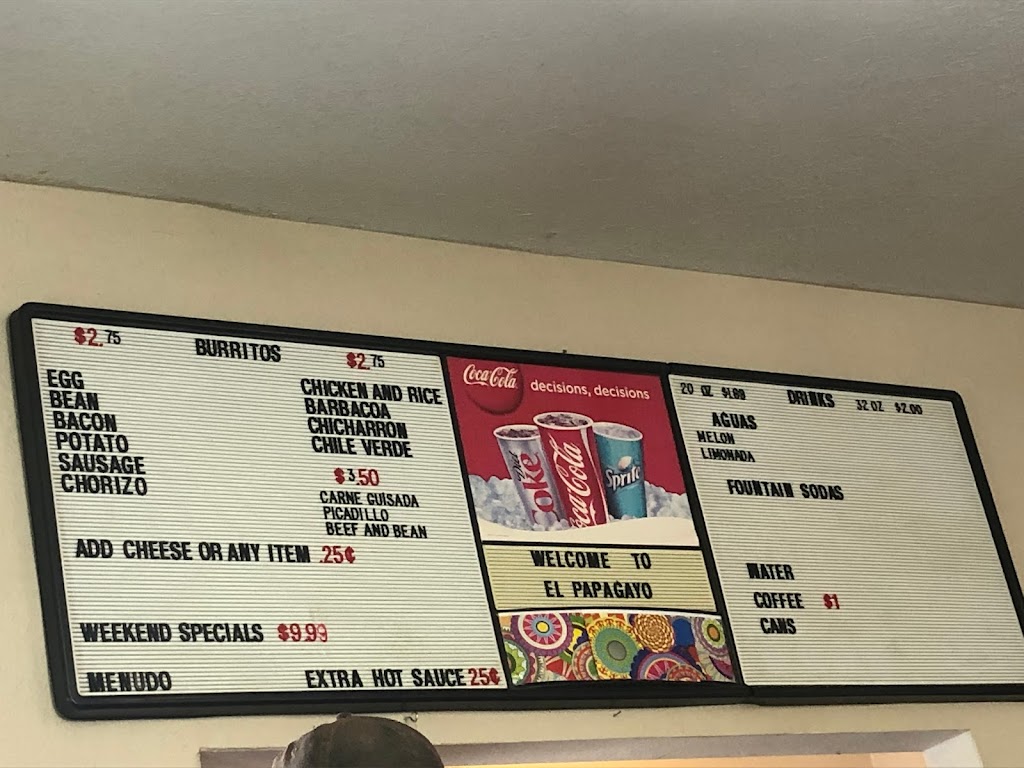 $2.75 BURRITOS $2.75
EGG
BEAN
BACON
POTATO
SAUSAGE
CHORIZO
CHICKEN AND RICE
BARBACOA
CHICHARRON
CHILE VERDE
$3.50
CARNE GUISADA
PICADILLO
BEEF AND BEAN
ADD CHEESE OR ANY ITEM .25¢
WEEKEND SPECIALS $9.99
MENUDO EXTRA HOT SAUCE 25¢
Coca-Cola decisions, decisions
Diet Coke
Coca-Cola
Sprite
WELCOME TO
EL PAPAGAYO
20 OZ $1.89 DRINKS 32 OZ $2.00
AGUAS
MELON
LIMONADA
FOUNTAIN SODAS
WATER
COFFEE $1
CANS